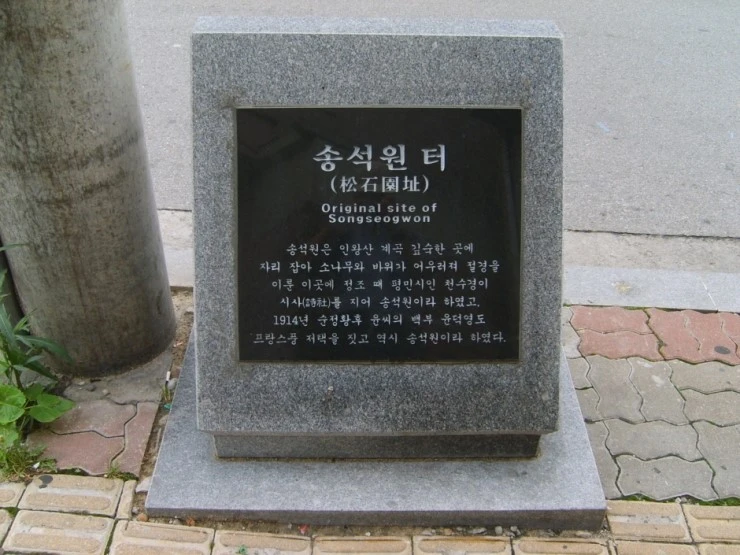 송석원 터
(松石園址)
Original site of
Songseogwon
송석원은 인왕산 계곡 깊숙한 곳에
자리 잡아 소나무와 바위가 어우러져 절경을
이룬 이곳에 정조 때 평민시인 천수경이
시사(詩社)를 지어 송석원이라 하였고,
1914년 순정황후 윤씨의 백부 윤덕영도
프랑스풍 저택을 짓고 역시 송석원이라 하였다.